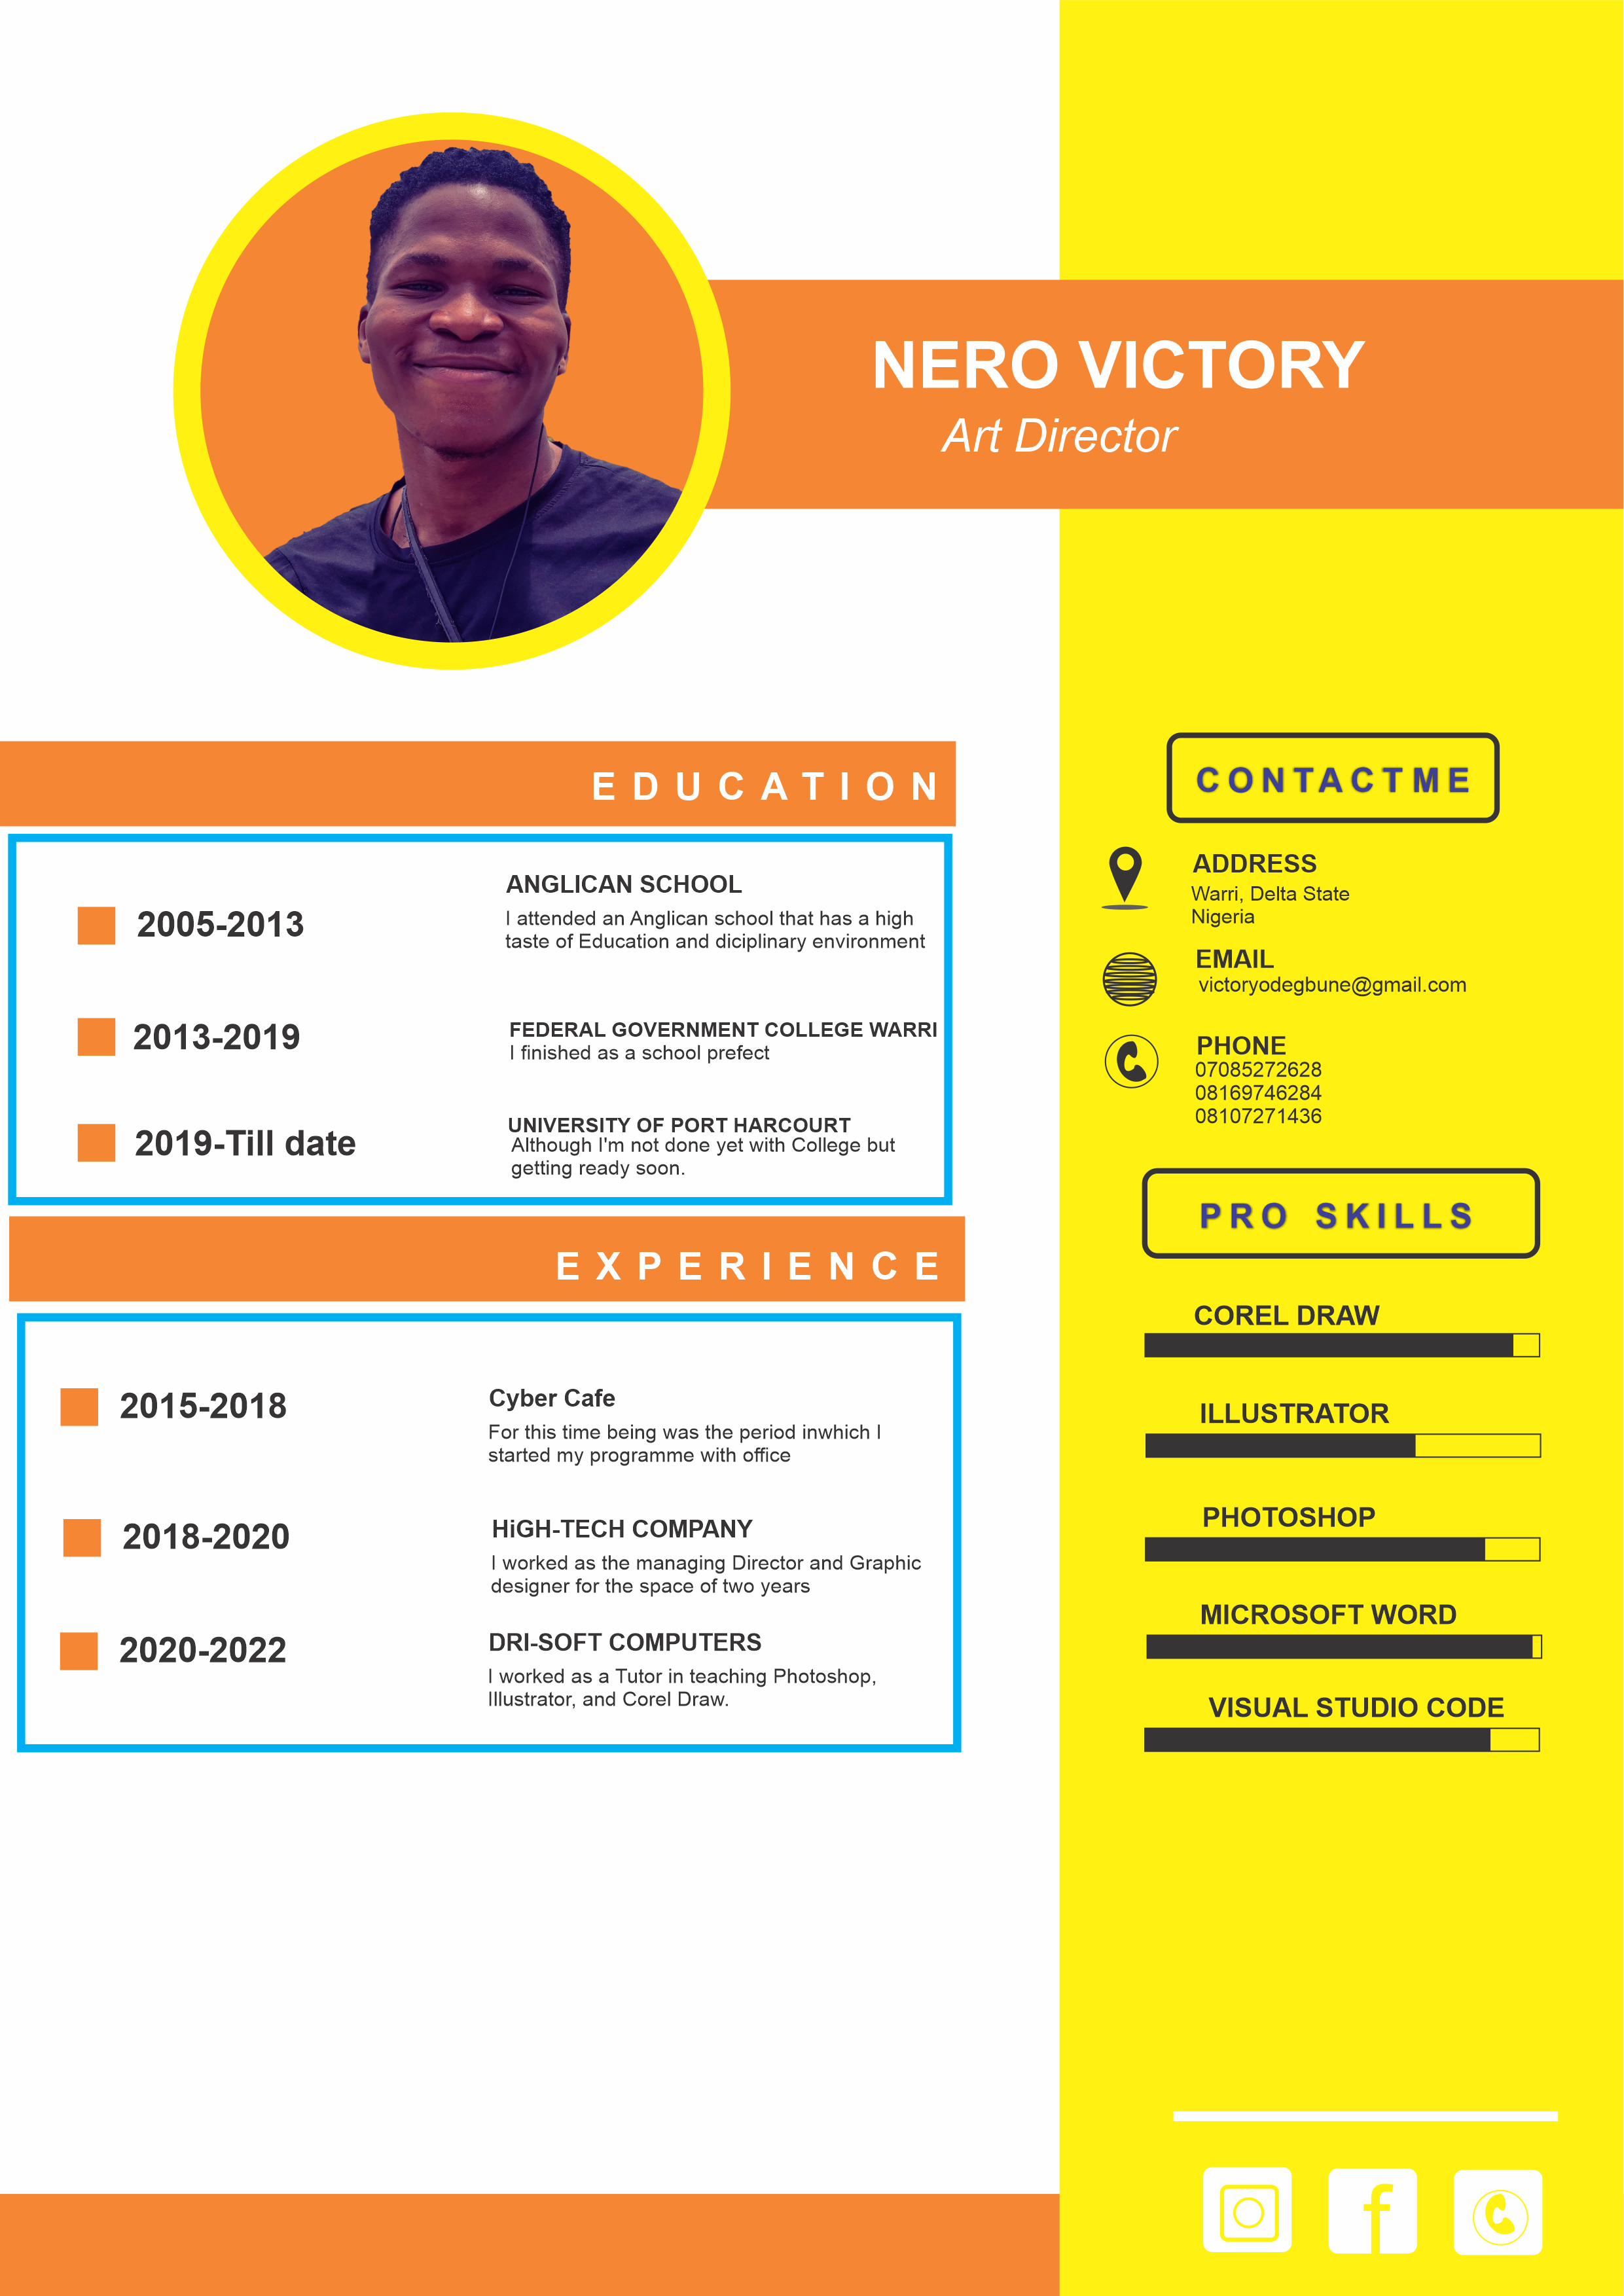 NERO VICTORY
Art Director
EDUCATION
2005-2013
ANGLICAN SCHOOL
I attended an Anglican school that has a high
taste of Education and diciplinary environment
2013-2019
FEDERAL GOVERNMENT COLLEGE WARRI
I finished as a school prefect
2019-Till date
UNIVERSITY OF PORT HARCOURT
Although I'm not done yet with College but
getting ready soon.
EXPERIENCE
2015-2018
Cyber Cafe
For this time being was the period inwhich I
started my programme with office
2018-2020
HiGH-TECH COMPANY
I worked as the managing Director and Graphic
designer for the space of two years
2020-2022
DRI-SOFT COMPUTERS
I worked as a Tutor in teaching Photoshop,
Illustrator, and Corel Draw.
CONTACTME
ADDRESS
Warri, Delta State
Nigeria
EMAIL
victoryodegbune@gmail.com
PHONE
07085272628
08169746284
08107271436
PRO SKILLS
COREL DRAW
ILLUSTRATOR
PHOTOSHOP
MICROSOFT WORD
VISUAL STUDIO CODE
f